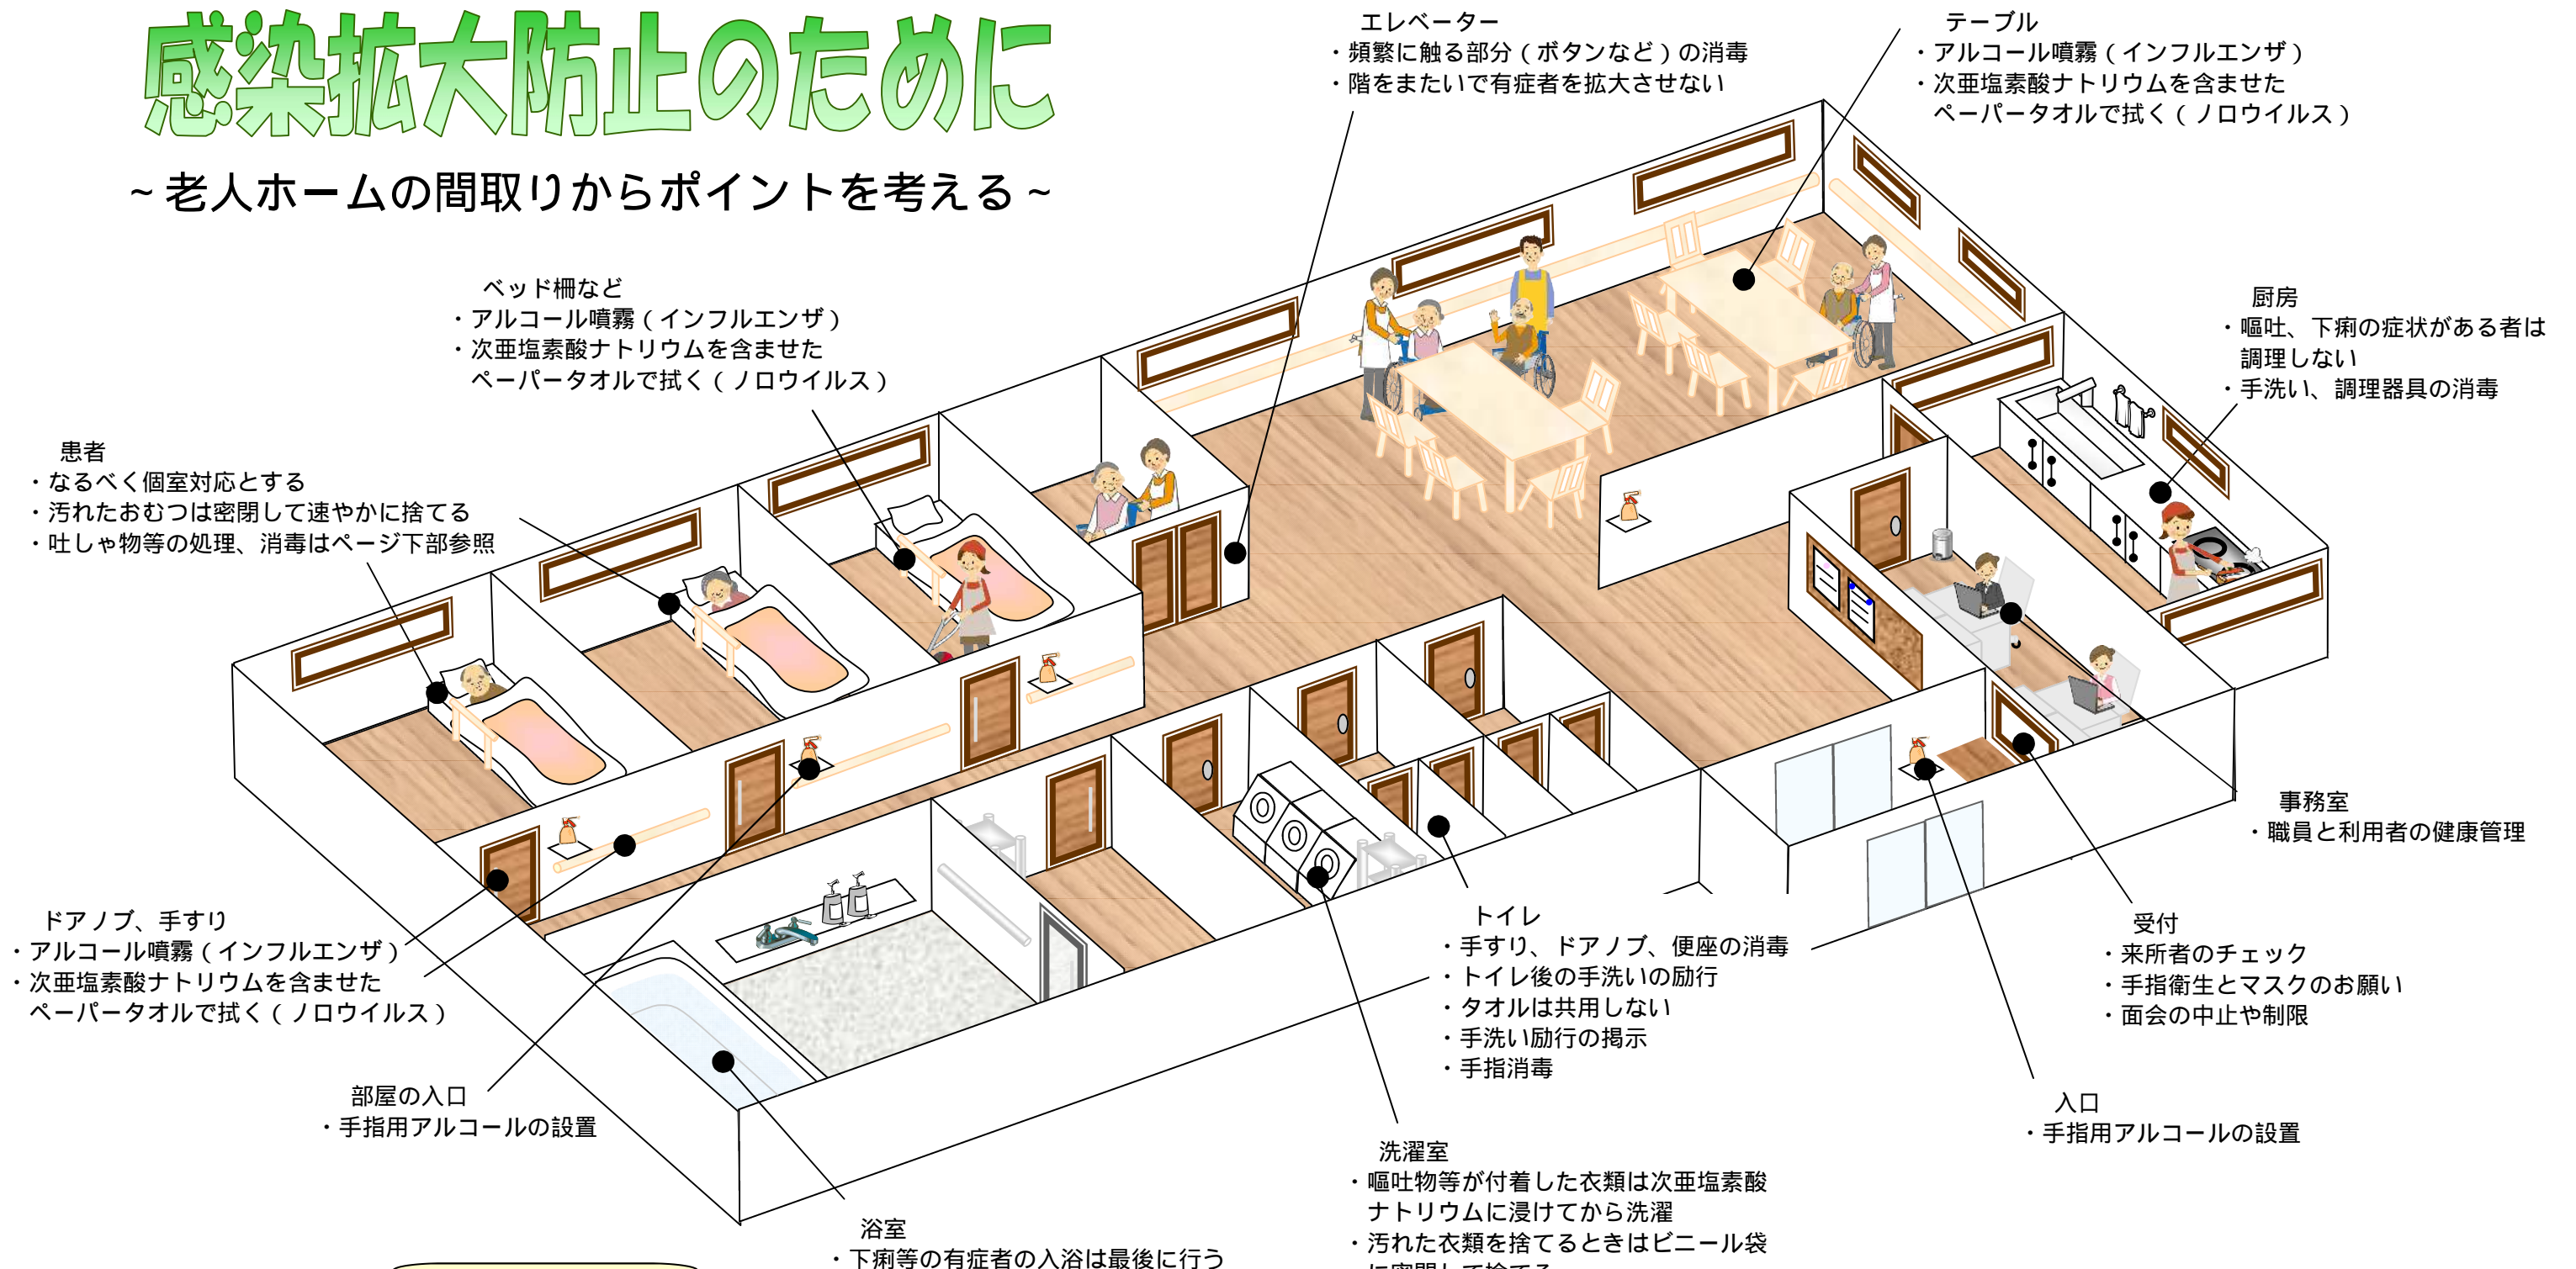 感染拡大防止のために
~老人ホームの間取りからポイントを考える~
エレベーター
・頻繁に触る部分(ボタンなど)の消毒
・階をまたいで有症者を拡大させない
テーブル
・アルコール噴霧(インフルエンザ)
・次亜塩素酸ナトリウムを含ませた
ペーパータオルで拭く(ノロウイルス)
ベッド柵など
・アルコール噴霧(インフルエンザ)
・次亜塩素酸ナトリウムを含ませた
ペーパータオルで拭く(ノロウイルス)
厨房
・嘔吐、下痢の症状がある者は
調理しない
・手洗い、調理器具の消毒
患者
・なるべく個室対応とする
・汚れたおむつは密閉して速やかに捨てる
・吐しゃ物等の処理、消毒はページ下部参照
事務室
・職員と利用者の健康管理
ドアノブ、手すり
・アルコール噴霧(インフルエンザ)
・次亜塩素酸ナトリウムを含ませた
ペーパータオルで拭く(ノロウイルス)
トイレ
・手すり、ドアノブ、便座の消毒
・トイレ後の手洗いの励行
・タオルは共用しない
・手洗い励行の掲示
・手指消毒
受付
・来所者のチェック
・手指衛生とマスクのお願い
・面会の中止や制限
部屋の入口
・手指用アルコールの設置
入口
・手指用アルコールの設置
洗濯室
・嘔吐物等が付着した衣類は次亜塩素酸
ナトリウムに浸けてから洗濯
・汚れた衣類を捨てるときはビニール袋
浴室
・下痢等の有症者の入浴は最後に行う